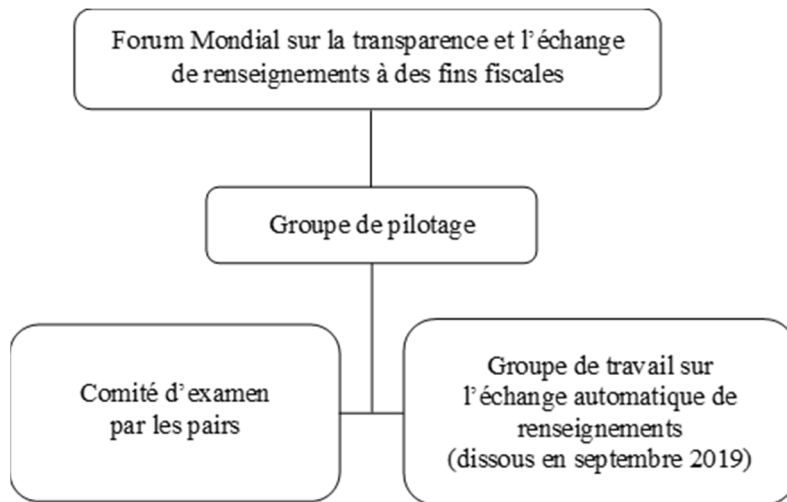 Forum Mondial sur la transparence et l'échange
de renseignements à des fins fiscales
Groupe de pilotage
Comité d'examen
par les pairs
Groupe de travail sur
l'échange automatique de
renseignements
(dissous en septembre 2019)